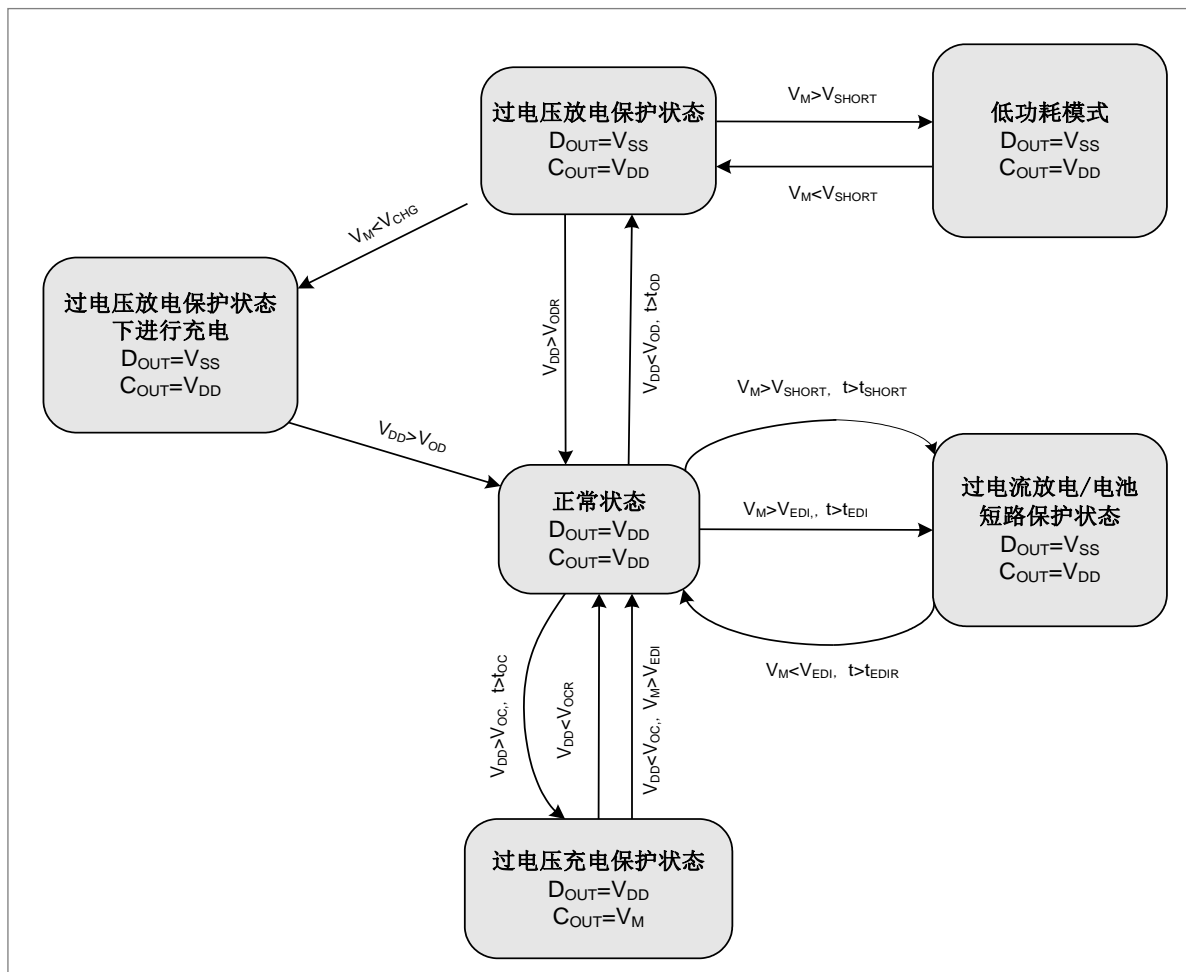 过电压放电保护状态
DOUT=VSS
COUT=VDD
VM>VSHORT
VM<VSHORT
低功耗模式
DOUT=VSS
COUT=VDD
VM<VCHG
过电压放电保护状态
下进行充电
DOUT=VSS
COUT=VDD
VDD>VODR
VDD<VOD, t>tOD
VDD>VOD
VM>VSHORT, t>tSHORT
正常状态
DOUT=VDD
COUT=VDD
VM>VEDI,, t>tEDI
过电流放电/电池
短路保护状态
DOUT=VSS
COUT=VDD
VM<VEDI, t>tEDIR
VDD>VOC,, t>tOC
VDD<VOCR
VDD<VOC,, VM>VEDI
过电压充电保护状态
DOUT=VDD
COUT=VM